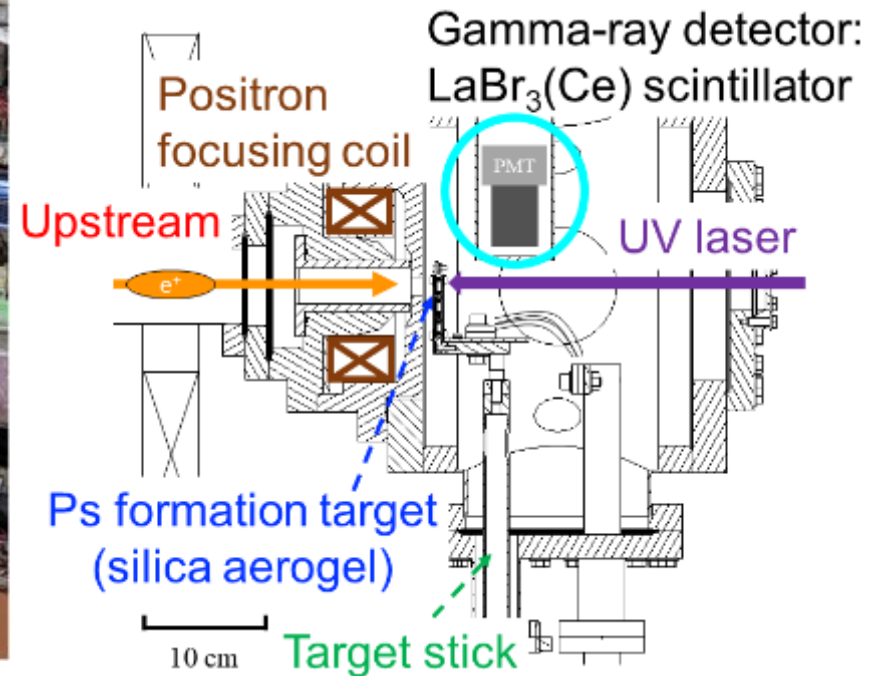 Gamma-ray detector:
LaBr₃(Ce) scintillator
Positron
focusing coil
PMT
Upstream
UV laser
e⁺
Ps formation target
(silica aerogel)
Target stick
10 cm